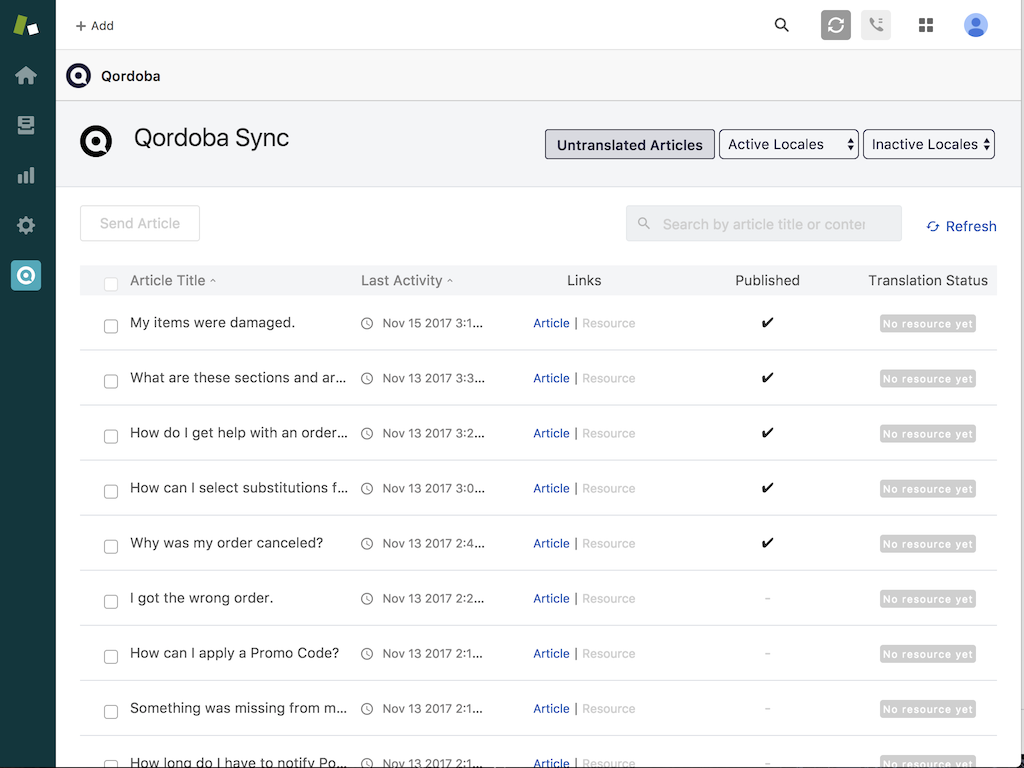 + Add
Qordoba
Qordoba Sync
Untranslated Articles
Active Locales
Inactive Locales
Send Article
Search by article title or conten
Refresh
Article Title ^ Last Activity ^ Links Published Translation Status
My items were damaged. Nov 15 2017 3:1... Article | Resource ✔ No resource yet
What are these sections and ar... Nov 13 2017 3:3... Article | Resource ✔ No resource yet
How do I get help with an order... Nov 13 2017 3:2... Article | Resource ✔ No resource yet
How can I select substitutions f... Nov 13 2017 3:0... Article | Resource ✔ No resource yet
Why was my order canceled? Nov 13 2017 2:4... Article | Resource ✔ No resource yet
I got the wrong order. Nov 13 2017 2:2... Article | Resource - No resource yet
How can I apply a Promo Code? Nov 13 2017 2:1... Article | Resource - No resource yet
Something was missing from m... Nov 13 2017 2:1... Article | Resource - No resource yet
How long do I have to notify Po... Nov 13 2017 2:1... Article | Resource - No resource yet